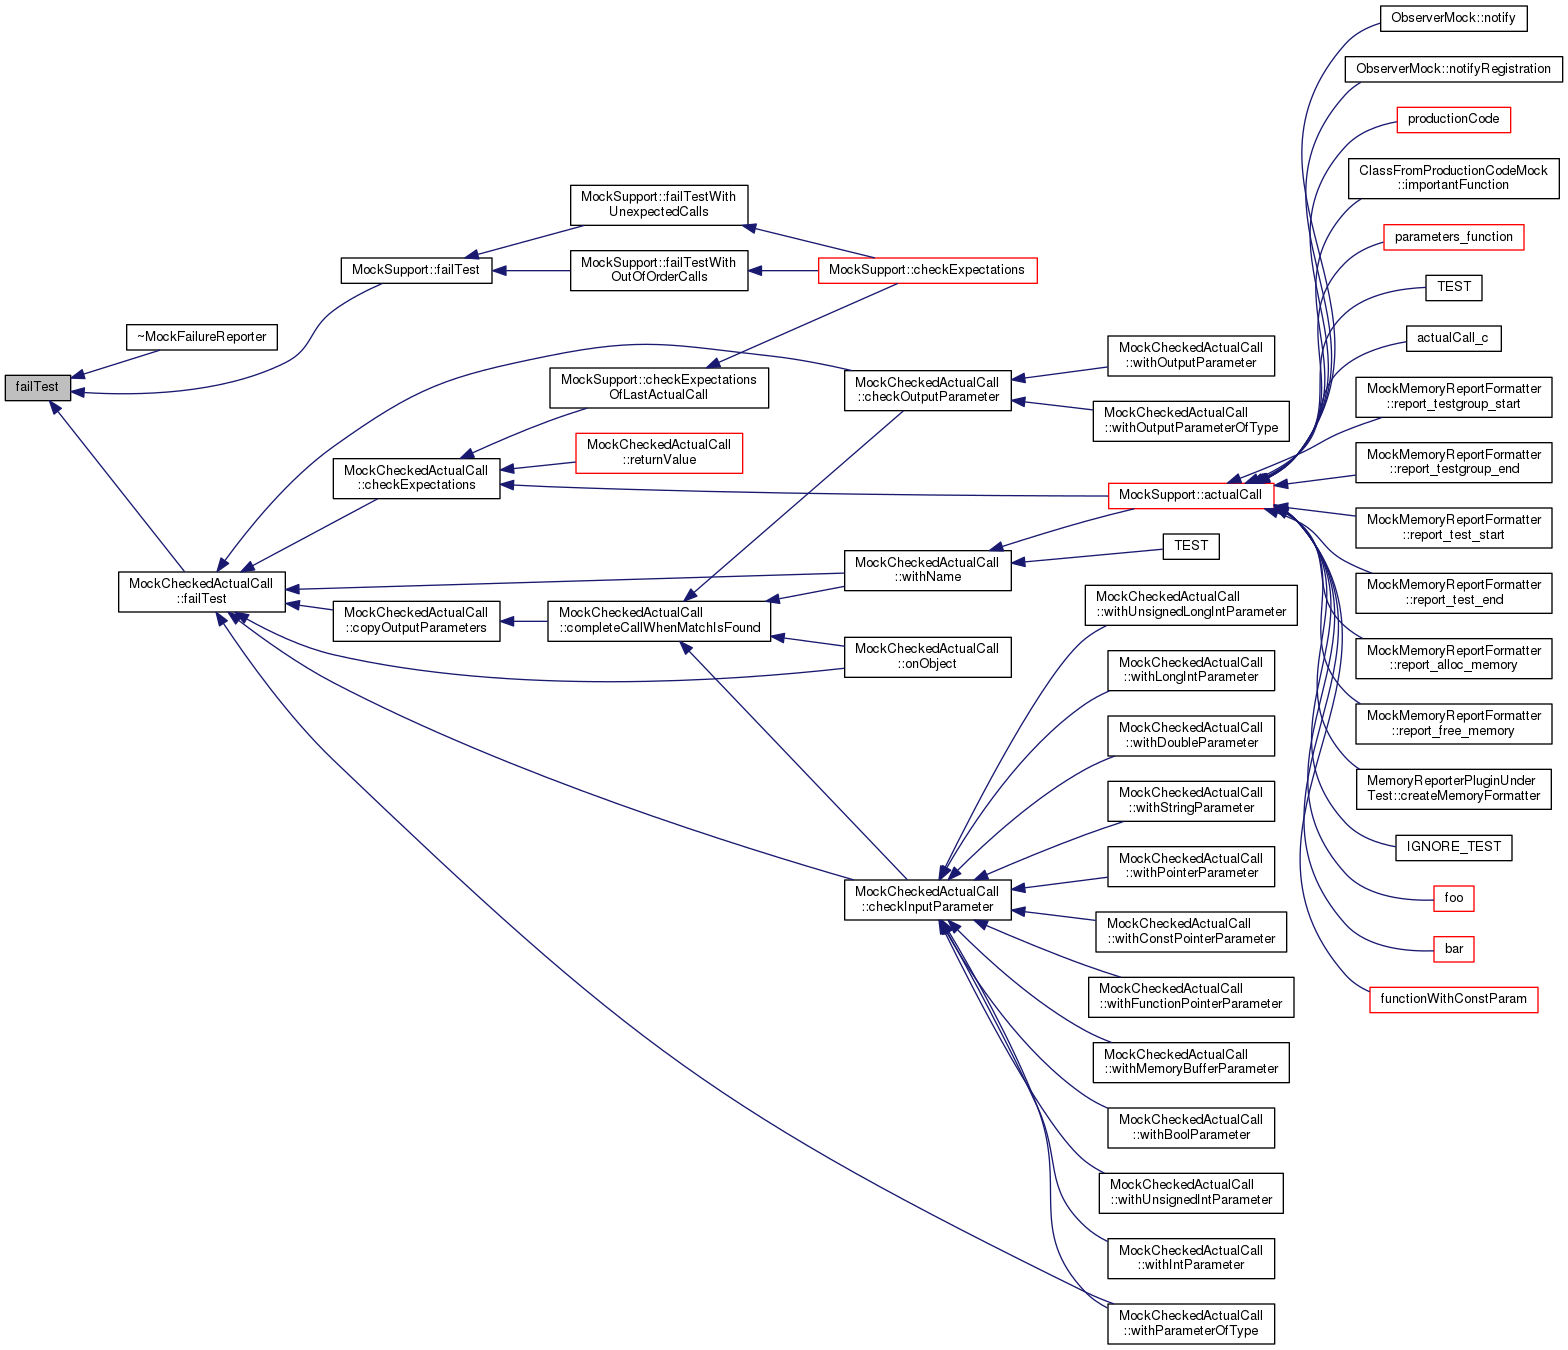 failTest
~MockFailureReporter
MockSupport::failTest
MockCheckedActualCall
::failTest
MockSupport::failTestWith
UnexpectedCalls
MockSupport::failTestWith
OutOfOrderCalls
MockSupport::checkExpectations
MockSupport::checkExpectations
OfLastActualCall
MockCheckedActualCall
::returnValue
MockCheckedActualCall
::checkExpectations
MockCheckedActualCall
::copyOutputParameters
MockCheckedActualCall
::completeCallWhenMatchIsFound
MockCheckedActualCall
::checkOutputParameter
MockCheckedActualCall
::withName
MockCheckedActualCall
::onObject
MockCheckedActualCall
::checkInputParameter
MockCheckedActualCall
::withOutputParameter
MockCheckedActualCall
::withOutputParameterOfType
MockSupport::actualCall
TEST
MockCheckedActualCall
::withUnsignedLongIntParameter
MockCheckedActualCall
::withLongIntParameter
MockCheckedActualCall
::withDoubleParameter
MockCheckedActualCall
::withStringParameter
MockCheckedActualCall
::withPointerParameter
MockCheckedActualCall
::withConstPointerParameter
MockCheckedActualCall
::withFunctionPointerParameter
MockCheckedActualCall
::withMemoryBufferParameter
MockCheckedActualCall
::withBoolParameter
MockCheckedActualCall
::withUnsignedIntParameter
MockCheckedActualCall
::withIntParameter
MockCheckedActualCall
::withParameterOfType
ObserverMock::notify
ObserverMock::notifyRegistration
productionCode
ClassFromProductionCodeMock
::importantFunction
parameters_function
TEST
actualCall_c
MockMemoryReportFormatter
::report_testgroup_start
MockMemoryReportFormatter
::report_testgroup_end
MockMemoryReportFormatter
::report_test_start
MockMemoryReportFormatter
::report_test_end
MockMemoryReportFormatter
::report_alloc_memory
MockMemoryReportFormatter
::report_free_memory
MemoryReporterPluginUnder
Test::createMemoryFormatter
IGNORE_TEST
foo
bar
functionWithConstParam